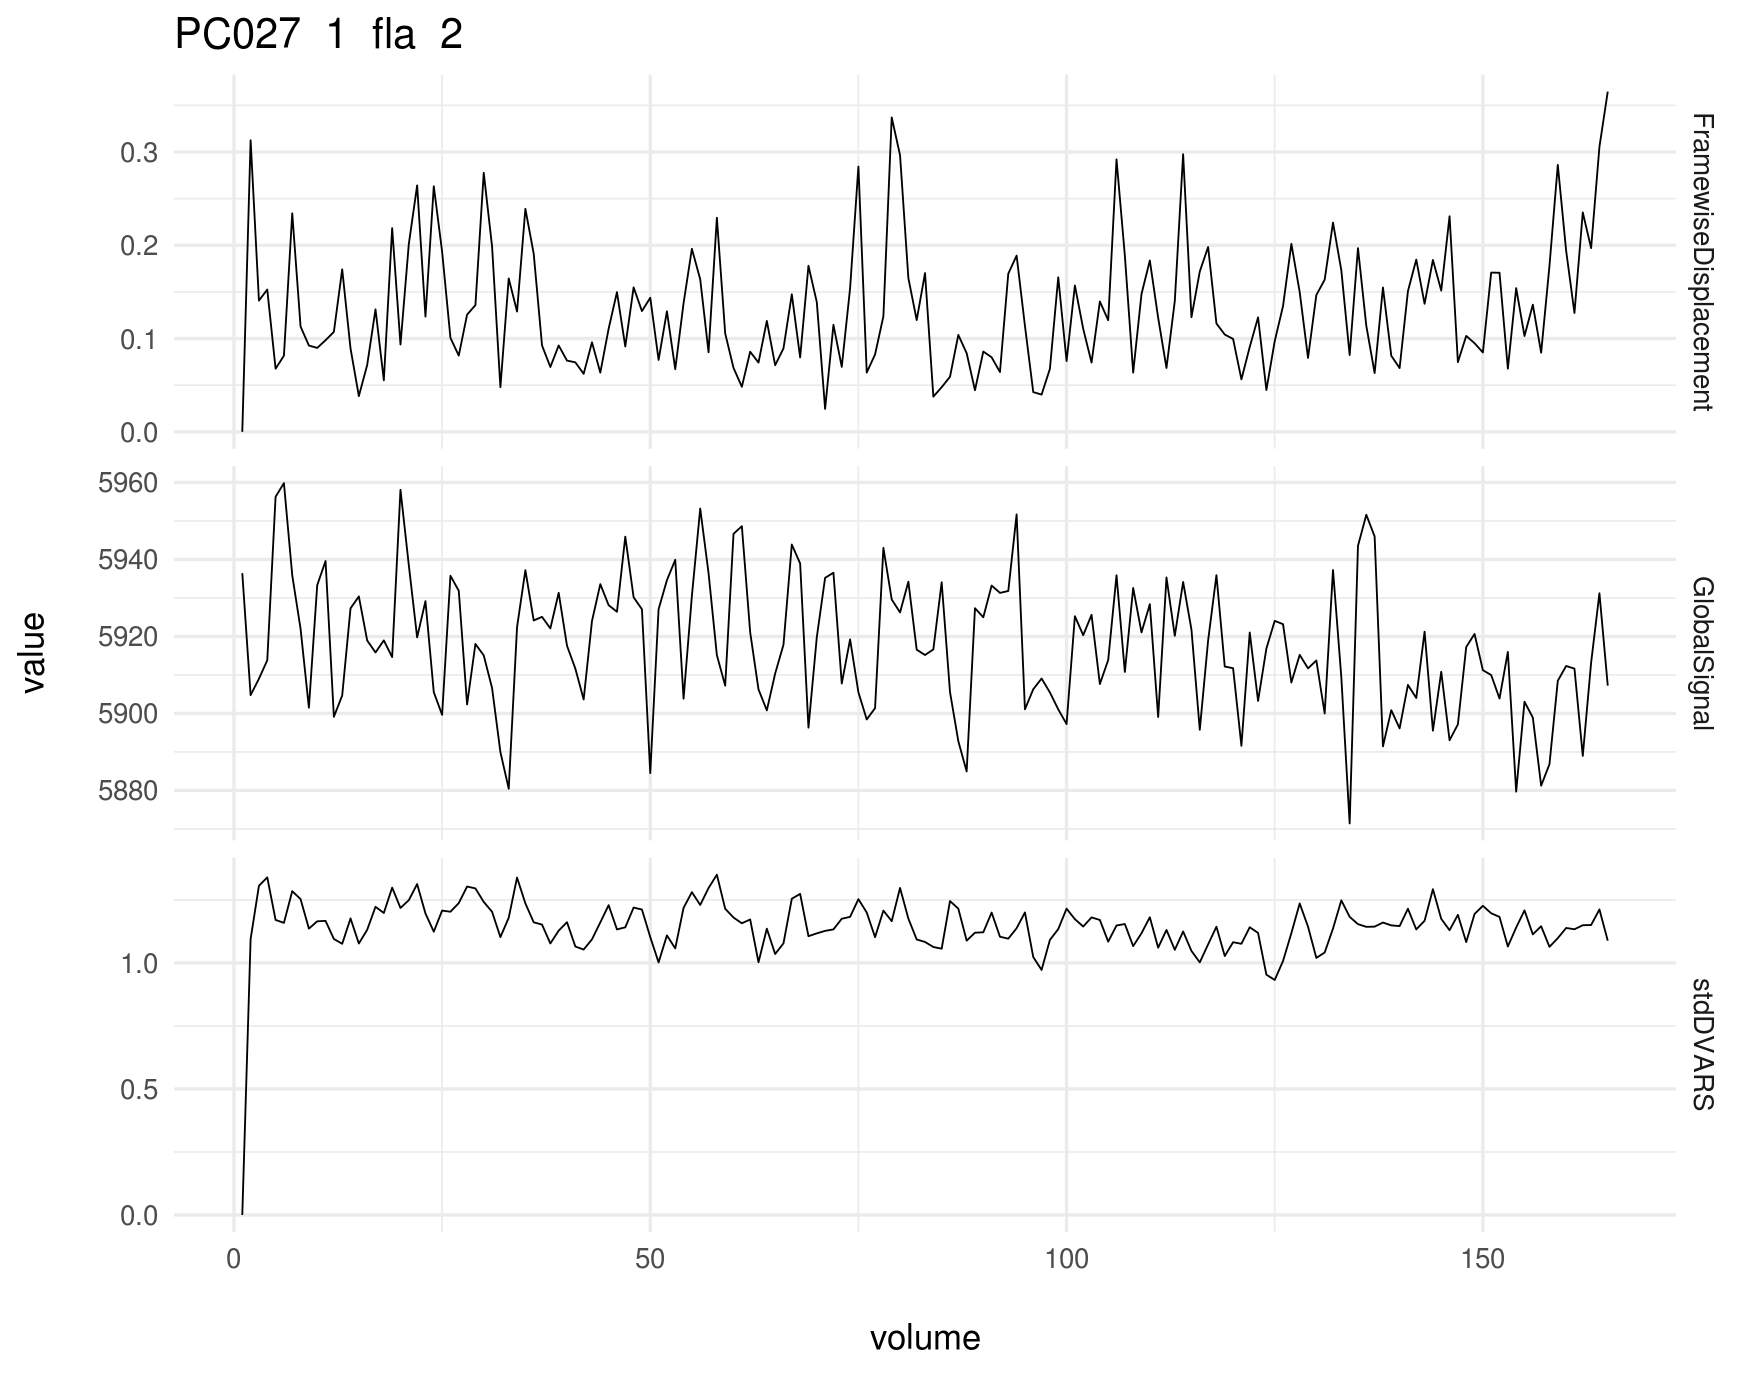 PC027 1 fla 2
0.3
0.2
0.1
0.0
FramewiseDisplacement
5960
5940
5920
5900
5880
GlobalSignal
1.0
0.5
0.0
stdDVARS
value
0 50 100 150
volume